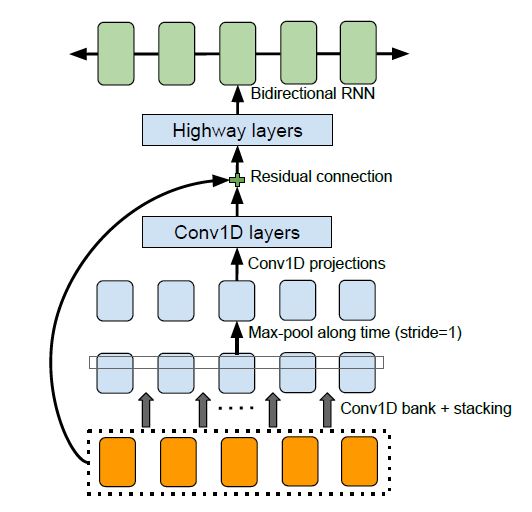 Bidirectional RNN
Highway layers
Residual connection
Conv1D layers
Conv1D projections
Max-pool along time (stride=1)
Conv1D bank + stacking